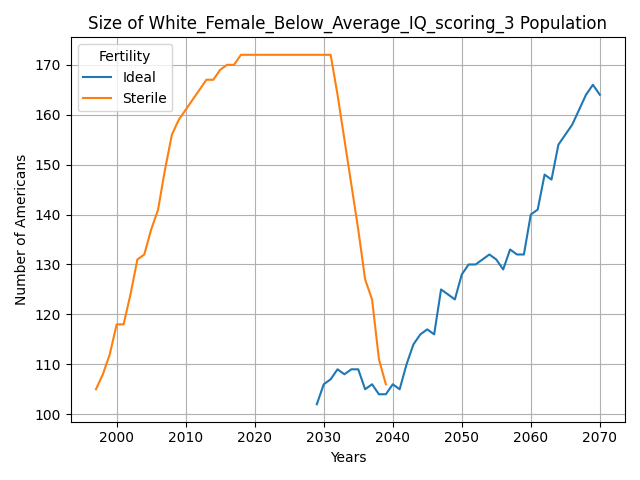 Size of White_Female_Below_Average_IQ_scoring_3 Population
Fertility
Ideal
Sterile
Number of Americans
170
160
150
140
130
120
110
100
2000 2010 2020 2030 2040 2050 2060 2070
Years